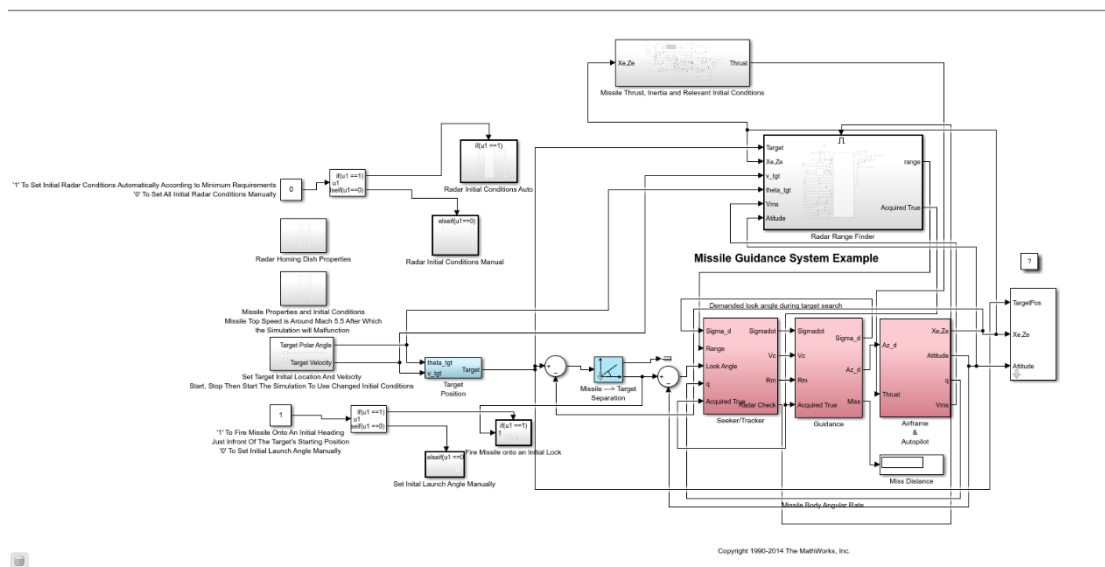 Xe,Ze
Thrust
Missile Thrust, Inertia and Relevant Initial Conditions
if(u1 ==1)
Radar Initial Conditions Auto
'1' To Set Initial Radar Conditions Automatically According to Minimum Requirements
'0' To Set All Initial Radar Conditions Manually
0
if(u1 ==1)
u1
seif(u1==0)
elseif(u1==0)
Radar Initial Conditions Manual
Target
Xe,Ze
v_tgt
theta_tgt
Vms
Atitude
range
Acquired True
Radar Range Finder
Radar Homing Dish Properties
Missile Guidance System Example
?
Missile Properties and Initial Conditions
Missile Top Speed is Around Mach 5.5 After Which
the Simulation will Malfunction
Target Polar Angle
Target Velocity
Set Target Initial Location And Velocity
Start, Stop Then Start The Simulation To Use Changed Initial Conditions
theta_tgt
v_tgt
Target
Target
Position
Missile ---> Target
Separation
Demanded look angle during target search
Sigma_d
Range
Look Angle
q
Acquired True
Sigmadot
Vc
Rm
Radar Check
Seeker/Tracker
Sigmadot
Vc
Rm
Acquired True
Sigma_d
Az_d
Miss
Guidance
Az_d
Thrust
Xe,Ze
Attitude
q
Vms
Airframe
&
Autopilot
TargetPos
Xe,Ze
Attitude
Miss Distance
1
if(u1 ==1)
u1
seif(u1 ==0)
'1' To Fire Missile Onto An Initial Heading
Just Infront Of The Target's Starting Position
'0' To Set Initial Launch Angle Manually
if(u1 ==1)
1
Fire Missile onto an Initial Lock
elseif(u1 ==0
Set Inital Launch Angle Manually
Missile Body Angular Rate
Copyright 1990-2014 The MathWorks, Inc.